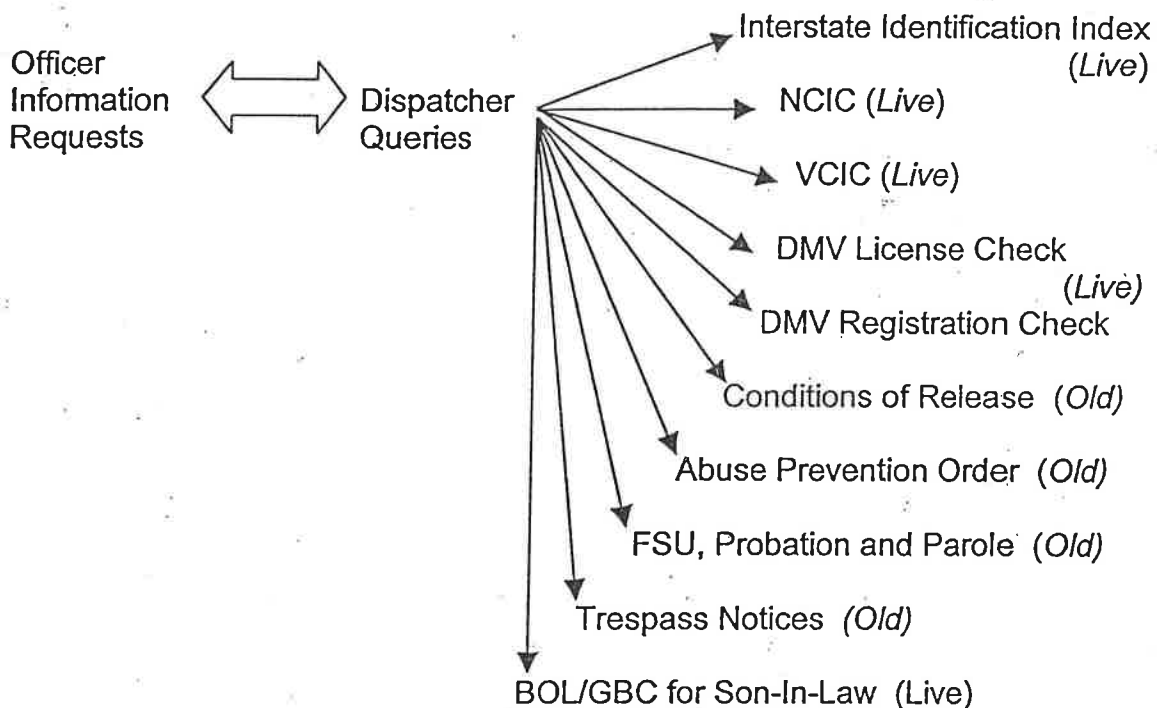 Officer
Information
Requests
Dispatcher
Queries
Interstate Identification Index
(Live)
NCIC (Live)
VCIC (Live)
DMV License Check
(Live)
DMV Registration Check
Conditions of Release (Old)
Abuse Prevention Order (Old)
FSU, Probation and Parole (Old)
Trespass Notices (Old)
BOL/GBC for Son-In-Law (Live)